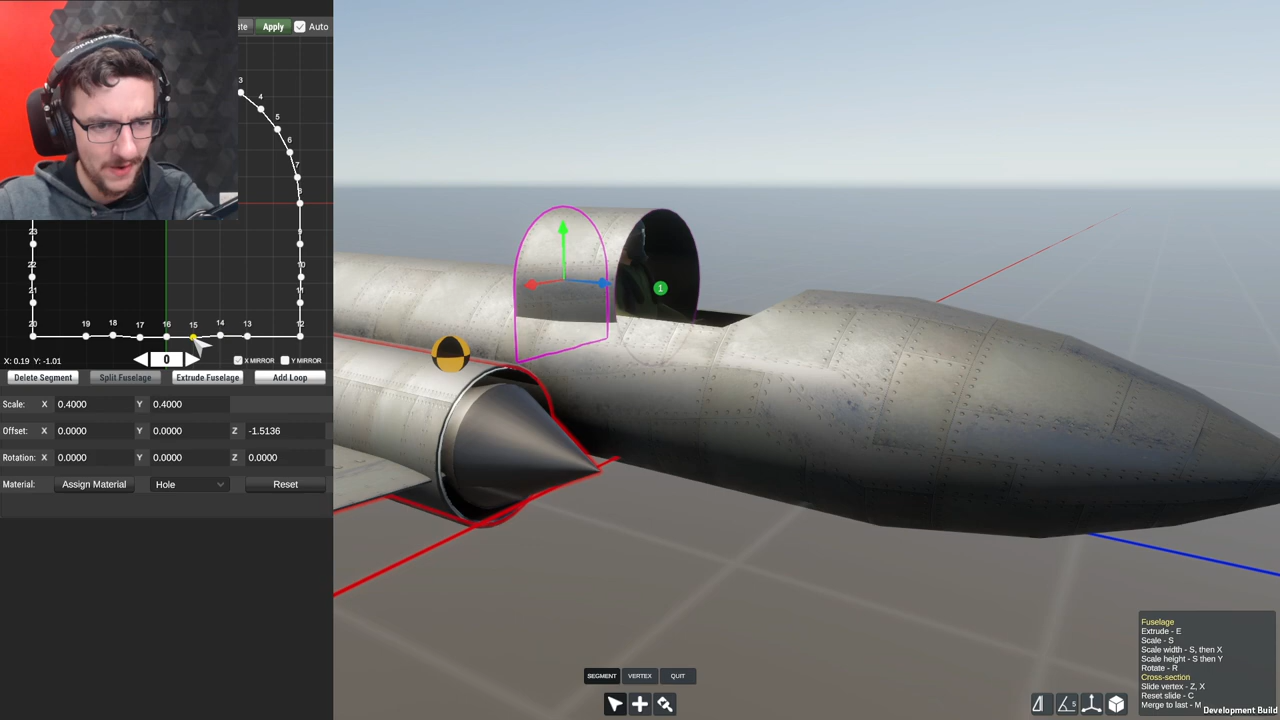 ste Apply Auto
3
4
5
6
7
8
9
10
11
12
23
22
21
20 19 18 17 16 15 14 13
X: 0.19 Y: -1.01 0 X MIRROR Y MIRROR
Delete Segment Split Fuselage Extrude Fuselage Add Loop
Scale: X 0.4000 Y 0.4000
Offset: X 0.0000 Y 0.0000 Z -1.5136
Rotation: X 0.0000 Y 0.0000 Z 0.0000
Material: Assign Material Hole Reset
1
SEGMENT VERTEX QUIT
5
Fuselage
Extrude - E
Scale - S
Scale width - S, then X
Scale height - S then Y
Rotate - R
Cross-section
Slide vertex - Z, X
Reset slide - C
Merge to last - M
Development Build